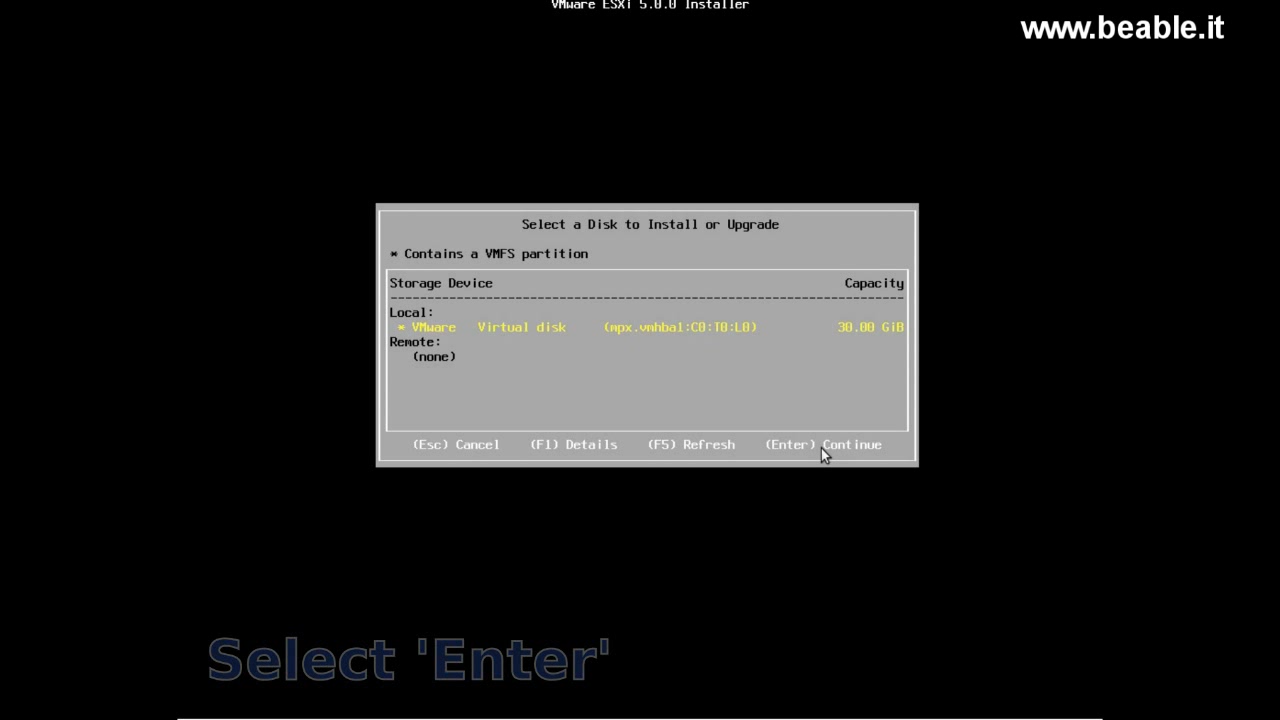 VMware ESXi 5.0.0 Installer
www.beable.it
Select a Disk to Install or Upgrade
* Contains a VMFS partition
Storage Device Capacity
--------------------------------------------------------------------------------
Local:
* VMware Virtual disk (mpx.vmhba1:C0:T0:L0) 30.00 GiB
Remote:
(none)
(Esc) Cancel (F1) Details (F5) Refresh (Enter) Continue
Select 'Enter'